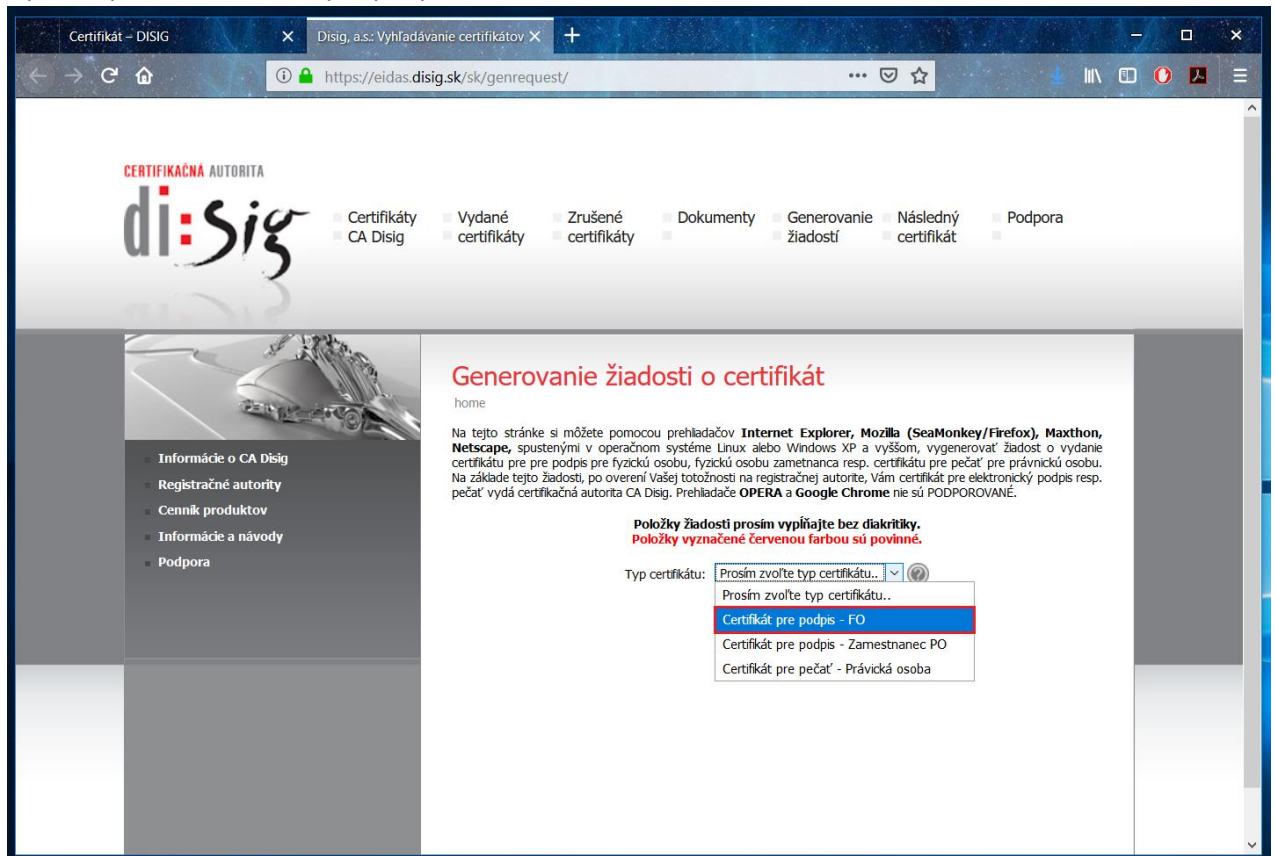 Certifikát – DISIG
Disig, a.s.: Vyhľadávanie certifikátov
https://eidas.disig.sk/sk/genrequest/
CERTIFIKAČNÁ AUTORITA
di:sig
Certifikáty
CA Disig
Vydané
certifikáty
Zrušené
certifikáty
Dokumenty
Generovanie
žiadostí
Následný
certifikát
Podpora
Informácie o CA Disig
Registračné autority
Cenník produktov
Informácie a návody
Podpora
Generovanie žiadosti o certifikát
home
Na tejto stránke si môžete pomocou prehliadačov Internet Explorer, Mozilla (SeaMonkey/Firefox), Maxthon,
Netscape, spustenými v operačnom systéme Linux alebo Windows XP a vyššom, vygenerovať žiadost o vydanie
certifikátu pre pre podpis pre fyzickú osobu, fyzickú osobu zametnanca resp. certifikátu pre pečať pre právnickú osobu.
Na základe tejto žiadosti, po overení Vašej totožnosti na registračnej autorite, Vám certifikát pre elektronický podpis resp.
pečať vydá certifikačná autorita CA Disig. Prehliadače OPERA a Google Chrome nie sú PODPOROVANÉ.
Položky žiadosti prosím vypĺňajte bez diakritiky.
Položky vyznačené červenou farbou sú povinné.
Typ certifikátu: Prosím zvoľte typ certifikátu..
Prosím zvoľte typ certifikátu..
Certifikát pre podpis - FO
Certifikát pre podpis - Zamestnanec PO
Certifikát pre pečať - Právická osoba